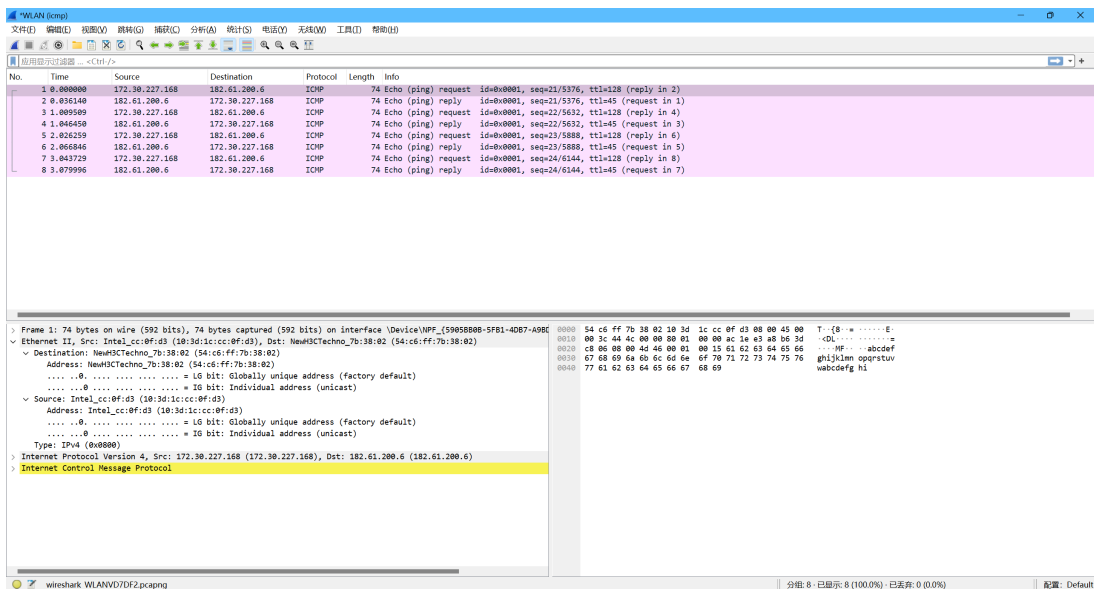 *WLAN (icmp)
文件(F) 编辑(E) 视图(V) 跳转(G) 捕获(C) 分析(A) 统计(S) 电话(Y) 无线(W) 工具(T) 帮助(H)
应用显示过滤器 … <Ctrl-/>
No. Time Source Destination Protocol Length Info
1 0.000000 172.30.227.168 182.61.200.6 ICMP 74 Echo (ping) request id=0x0001, seq=21/5376, ttl=128 (reply in 2)
2 0.036140 182.61.200.6 172.30.227.168 ICMP 74 Echo (ping) reply id=0x0001, seq=21/5376, ttl=45 (request in 1)
3 1.009509 172.30.227.168 182.61.200.6 ICMP 74 Echo (ping) request id=0x0001, seq=22/5632, ttl=128 (reply in 4)
4 1.046450 182.61.200.6 172.30.227.168 ICMP 74 Echo (ping) reply id=0x0001, seq=22/5632, ttl=45 (request in 3)
5 2.026259 172.30.227.168 182.61.200.6 ICMP 74 Echo (ping) request id=0x0001, seq=23/5888, ttl=128 (reply in 6)
6 2.066846 182.61.200.6 172.30.227.168 ICMP 74 Echo (ping) reply id=0x0001, seq=23/5888, ttl=45 (request in 5)
7 3.043729 172.30.227.168 182.61.200.6 ICMP 74 Echo (ping) request id=0x0001, seq=24/6144, ttl=128 (reply in 8)
8 3.079996 182.61.200.6 172.30.227.168 ICMP 74 Echo (ping) reply id=0x0001, seq=24/6144, ttl=45 (request in 7)
Frame 1: 74 bytes on wire (592 bits), 74 bytes captured (592 bits) on interface \Device\NPF_{5905BB0B-5FB1-4DB7-A9BD
Ethernet II, Src: Intel_cc:0f:d3 (10:3d:1c:cc:0f:d3), Dst: NewH3CTechno_7b:38:02 (54:c6:ff:7b:38:02)
Destination: NewH3CTechno_7b:38:02 (54:c6:ff:7b:38:02)
Address: NewH3CTechno_7b:38:02 (54:c6:ff:7b:38:02)
.... ..0. .... .... .... .... = LG bit: Globally unique address (factory default)
.... ...0 .... .... .... .... = IG bit: Individual address (unicast)
Source: Intel_cc:0f:d3 (10:3d:1c:cc:0f:d3)
Address: Intel_cc:0f:d3 (10:3d:1c:cc:0f:d3)
.... ..0. .... .... .... .... = LG bit: Globally unique address (factory default)
.... ...0 .... .... .... .... = IG bit: Individual address (unicast)
Type: IPv4 (0x0800)
Internet Protocol Version 4, Src: 172.30.227.168 (172.30.227.168), Dst: 182.61.200.6 (182.61.200.6)
Internet Control Message Protocol
0000 54 c6 ff 7b 38 02 10 3d 1c cc 0f d3 08 00 45 00 T··{8··= ······E·
0010 00 3c 44 4c 00 00 80 01 00 00 ac 1e e3 a8 b6 3d ·<DL···· ·······=
0020 c8 06 08 00 4d 46 00 01 00 15 61 62 63 64 65 66 ····MF·· ··abcdef
0030 67 68 69 6a 6b 6c 6d 6e 6f 70 71 72 73 74 75 76 ghijklmn opqrstuv
0040 77 61 62 63 64 65 66 67 68 69 wabcdefg hi
wireshark_WLANVD7DF2.pcapng
分组: 8 · 已显示: 8 (100.0%) · 已丢弃: 0 (0.0%)
配置: Default